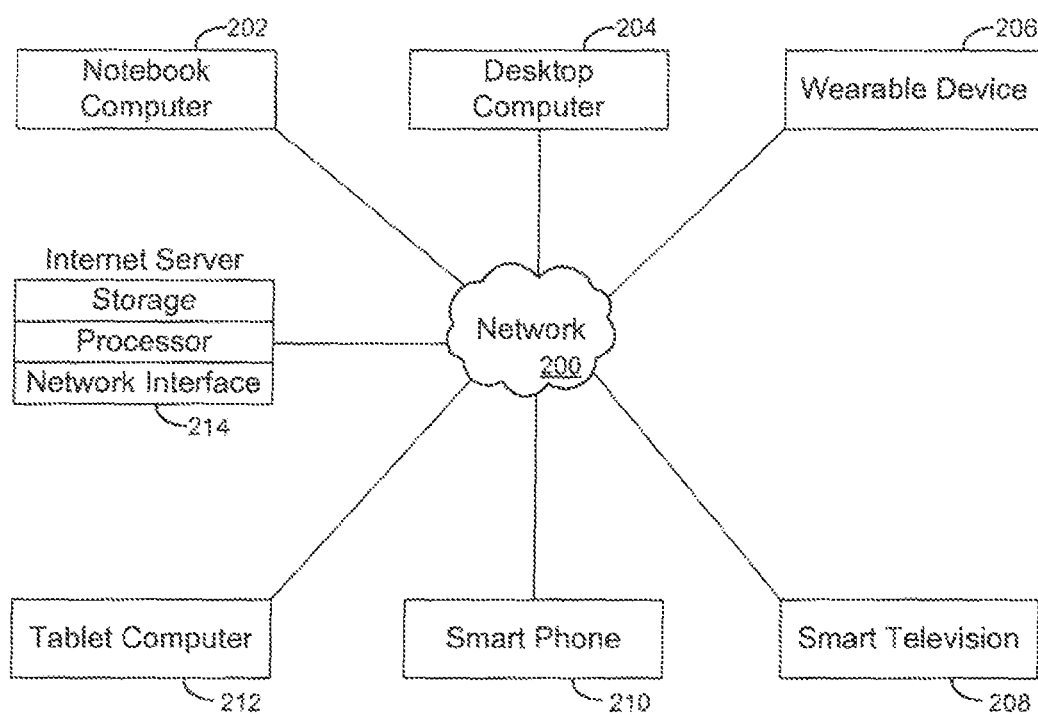 202
Notebook
Computer
204
Desktop
Computer
206
Wearable Device
Internet Server
Storage
Processor
Network Interface
214
Network
200
Tablet Computer
212
Smart Phone
210
Smart Television
208